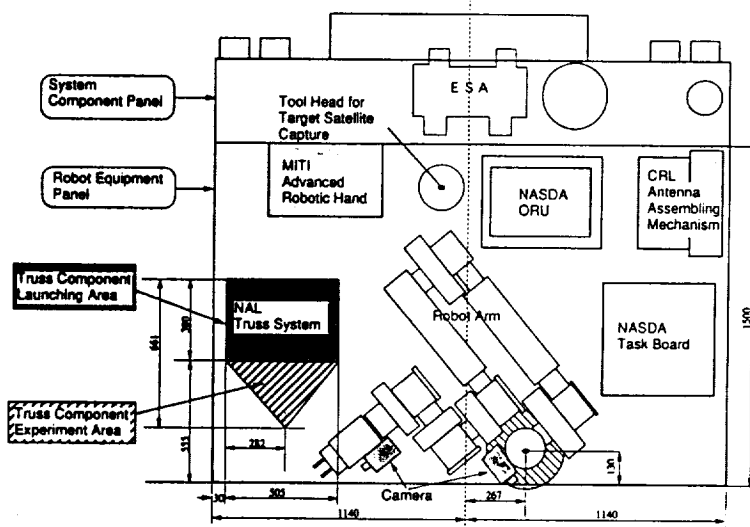 System
Component Panel
E S A
Tool Head for
Target Satellite
Capture
Robot Equipment
Panel
MITI
Advanced
Robotic Hand
NASDA
ORU
CRL
Antenna
Assembling
Mechanism
Truss Component
Launching Area
NAL
Truss System
Robot Arm
NASDA
Task Board
Truss Component
Experiment Area
661
380
1500
282
130
30
505
Camera
267
1140
1140